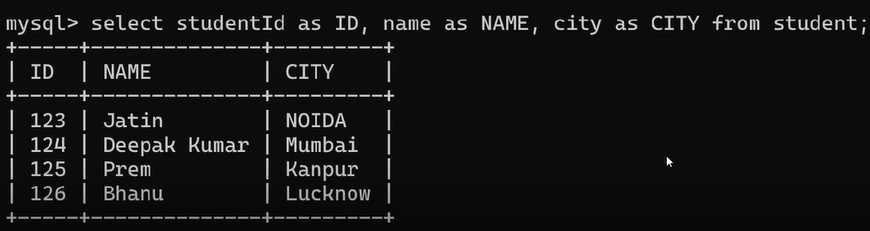 mysql> select studentId as ID, name as NAME, city as CITY from student;
+-----+--------------+---------+
| ID  | NAME         | CITY    |
+-----+--------------+---------+
| 123 | Jatin        | NOIDA   |
| 124 | Deepak Kumar | Mumbai  |
| 125 | Prem         | Kanpur  |
| 126 | Bhanu        | Lucknow |
+-----+--------------+---------+